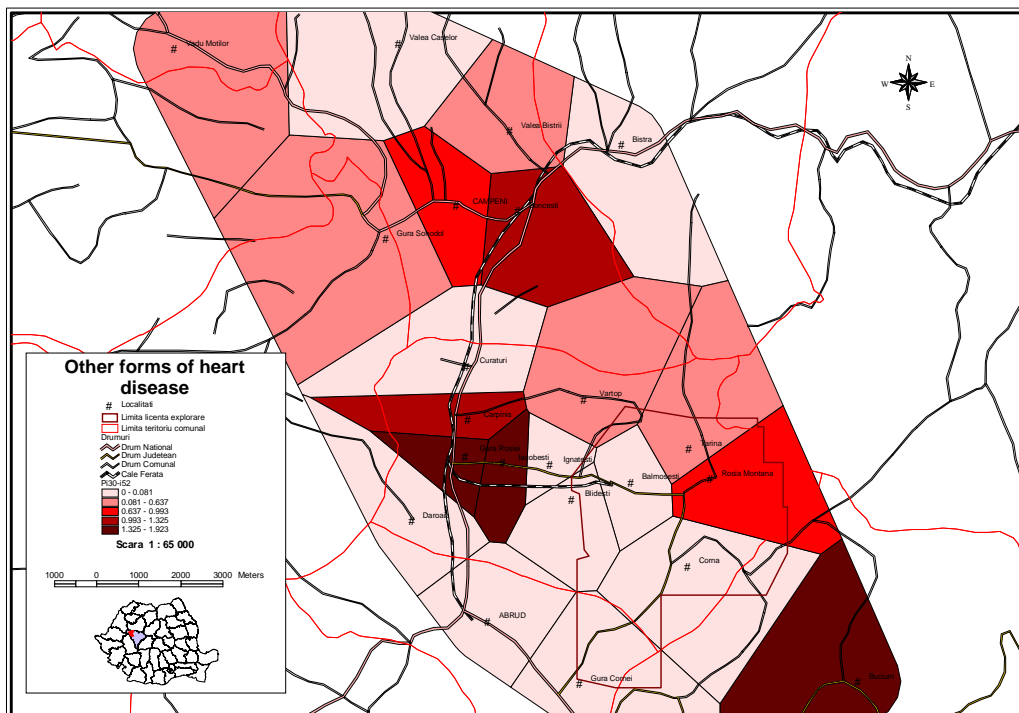 Vadu Motilor
Valea Caselor
N
W E
S
Valea Bistrii
Bistra
CAMPENI
Gura Sohodol
Curaturi
Vartop
Carpinis
Tarina
Ignatesti
Balmosesti
Rosia Montana
Blidesti
Daroaia
Corna
ABRUD
Gura Cornei
Bucium
Other forms of heart
disease
# Localitati
Limita licenta explorare
Limita teritoriu comunal
Drumuri
Drum National
Drum Judetean
Drum Comunal
Cale Ferata
Pi30-i52
0 - 0.081
0.081 - 0.637
0.637 - 0.993
0.993 - 1.325
1.325 - 1.923
Scara 1 : 65 000
1000 0 1000 2000 3000 Meters